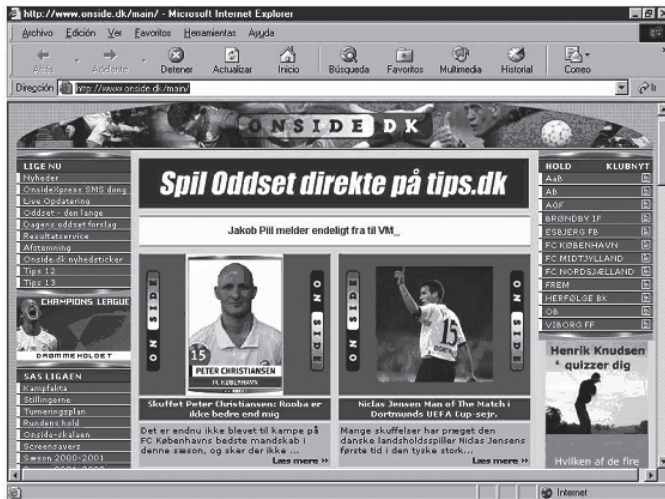 http://www.onside.dk/main/ - Microsoft Internet Explorer
Archivo Edición Ver Favoritos Herramientas Ayuda
Atrás Adelante Detener Actualizar Inicio Búsqueda Favoritos Multimedia Historial Correo
Dirección http://www.onside.dk/main/ Ir
ONSIDE DK
LIGE NU
Nyheder
OnsideXpress SMS dong
Live Opdatering
Oddset - den lange
Dagens oddset forslag
Resultatservice
Afstemning
Onside.dk nyhedsticker
Tips 12
Tips 13
CHAMPIONS LEAGUE
DRØMMEHOLDET
SAS LIGAEN
Kampfakta
Stillingerne
Turneringsplan
Rundens hold
Onside-skalaen
Screensavers
Sæson 2000-2001
Spil Oddset direkte på tips.dk
Jakob Piil melder endeligt fra til VM_
ON SIDE
15
PETER CHRISTIANSEN
FC KØBENHAVN
ON SIDE
Skuffet Peter Christiansen: Ronba er
ikke bedre end mig
Det er endnu ikke blevet til kampe på
FC Københavns bedste mandskab i
denne sæson, og sker der ikke ...
Læs mere »
ON SIDE
15
ON SIDE
Niclas Jensen Man of The Match i
Dortmunds UEFA Cup-sejr.
Mange skuffelser har præget den
danske landsholdsspiller Niclas Jensens
første tid i den tyske stork...
Læs mere »
HOLD KLUBNYT
AaB
AB
AGF
BRØNDBY IF
ESBJERG FB
FC KØBENHAVN
FC MIDTJYLLAND
FC NORDSJÆLLAND
FREM
HERFØLGE BK
OB
VIBORG FF
Henrik Knudsen
quizzer dig
Hvilken af de fire
Internet